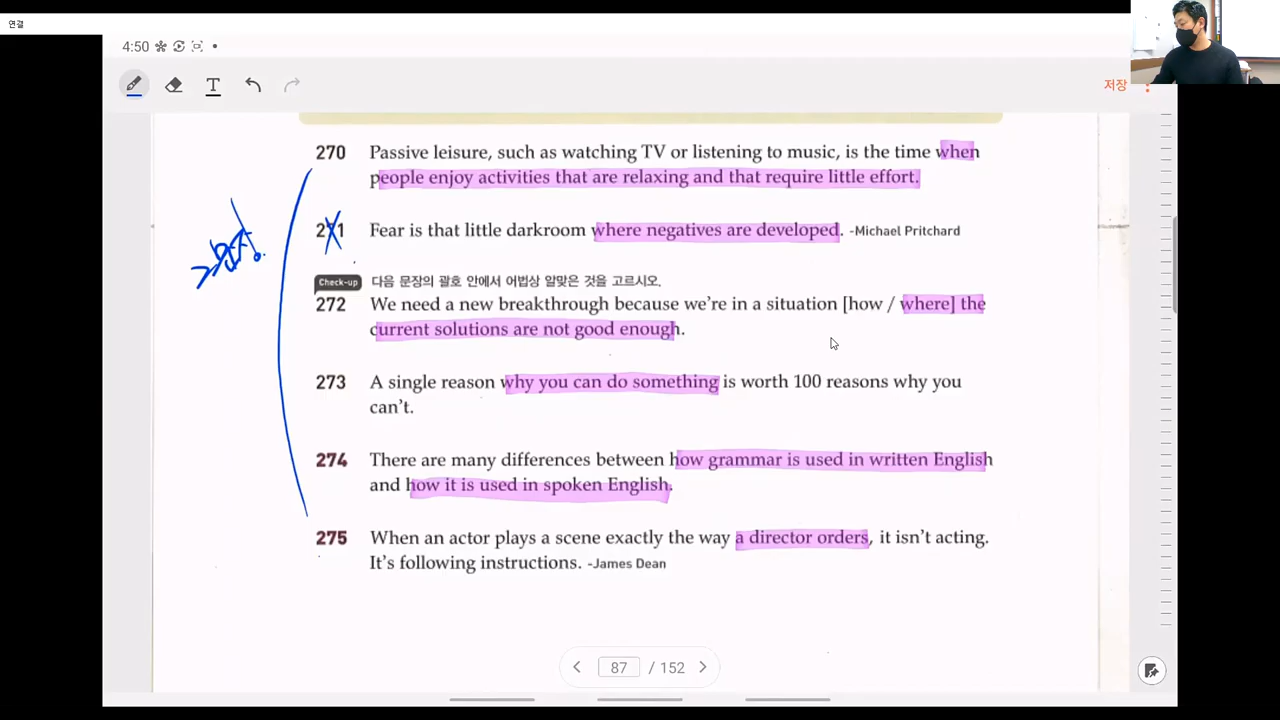 연결
4:50
저장
270 Passive leisure, such as watching TV or listening to music, is the time when
people enjoy activities that are relaxing and that require little effort.
271 Fear is that little darkroom where negatives are developed. -Michael Pritchard
Check-up 다음 문장의 괄호 안에서 어법상 알맞은 것을 고르시오.
272 We need a new breakthrough because we're in a situation [how / where] the
current solutions are not good enough.
273 A single reason why you can do something is worth 100 reasons why you
can't.
274 There are many differences between how grammar is used in written English
and how it is used in spoken English.
275 When an actor plays a scene exactly the way a director orders, it isn't acting.
It's following instructions. -James Dean
87 / 152